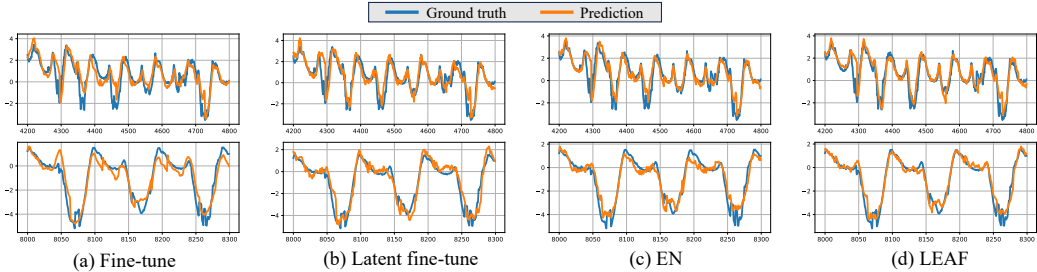 Ground truth Prediction
4 4 4 4
2 2 2 2
0 0 0 0
−2 −2 −2 −2
4200 4300 4400 4500 4600 4700 4800 4200 4300 4400 4500 4600 4700 4800 4200 4300 4400 4500 4600 4700 4800 4200 4300 4400 4500 4600 4700 4800
2 2 2
0 0 0 0
−2 −2 −2 −2
−4 −4 −4 −4
8000 8050 8100 8150 8200 8250 8300 8000 8050 8100 8150 8200 8250 8300 8000 8050 8100 8150 8200 8250 8300 8000 8050 8100 8150 8200 8250 8300
(a) Fine-tune (b) Latent fine-tune (c) EN (d) LEAF